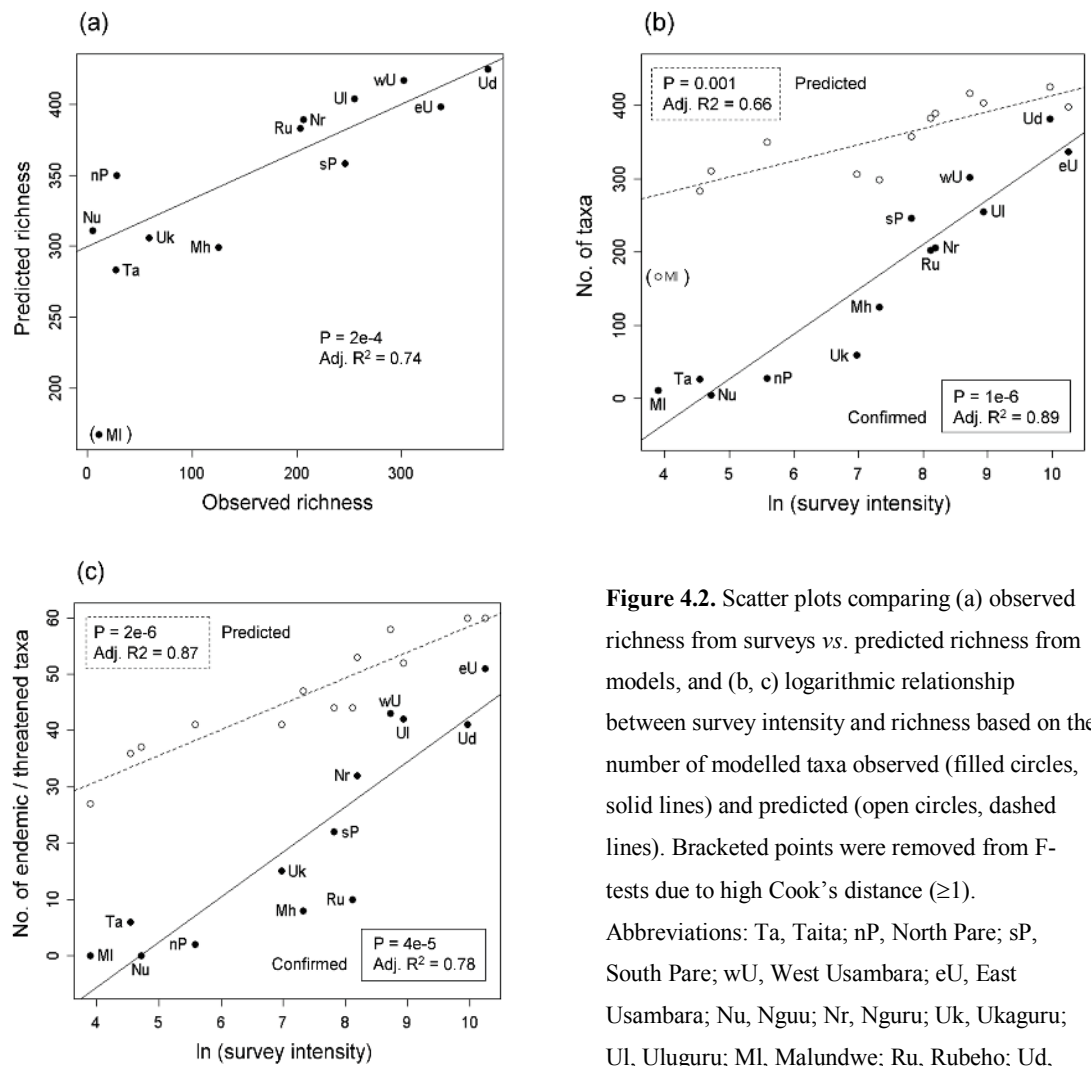 (a)
Predicted richness
400
350
300
250
200
wU
Ul
Ud
eU
Nr
Ru
sP
nP
Nu
Uk
Mh
Ta
P = 2e-4
Adj. R² = 0.74
( Ml )
0 100 200 300
Observed richness
(b)
No. of taxa
400
300
200
100
0
P = 0.001
Adj. R2 = 0.66
Predicted
Ud
eU
wU
Ul
sP
Nr
Ru
( Ml )
Mh
Uk
Ta
nP
Ml
Nu
P = 1e-6
Adj. R² = 0.89
Confirmed
4 5 6 7 8 9 10
ln (survey intensity)
(c)
No. of endemic / threatened taxa
60
50
40
30
20
10
0
P = 2e-6
Adj. R2 = 0.87
Predicted
eU
wU
Ul
Ud
Nr
sP
Uk
Ru
Mh
Ta
nP
Ml
Nu
P = 4e-5
Adj. R² = 0.78
Confirmed
4 5 6 7 8 9 10
ln (survey intensity)
Figure 4.2. Scatter plots comparing (a) observed
richness from surveys vs. predicted richness from
models, and (b, c) logarithmic relationship
between survey intensity and richness based on the
number of modelled taxa observed (filled circles,
solid lines) and predicted (open circles, dashed
lines). Bracketed points were removed from F-
tests due to high Cook’s distance (≥1).
Abbreviations: Ta, Taita; nP, North Pare; sP,
South Pare; wU, West Usambara; eU, East
Usambara; Nu, Nguu; Nr, Nguru; Uk, Ukaguru;
Ul, Uluguru; Ml, Malundwe; Ru, Rubeho; Ud,